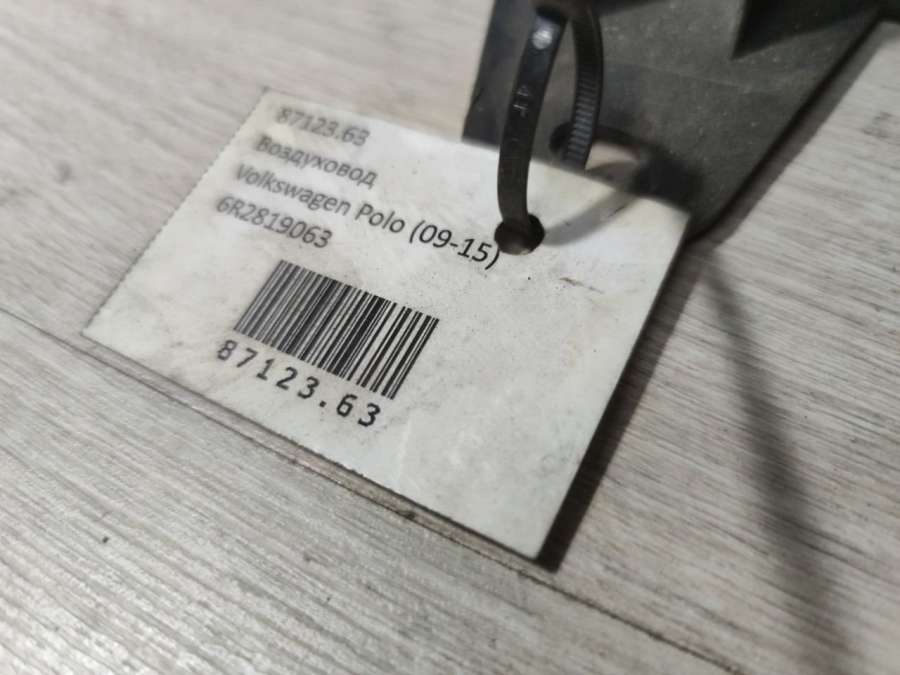 87123.63
Воздуховод
Volkswagen Polo (09-15)
6R2819063
87123.63